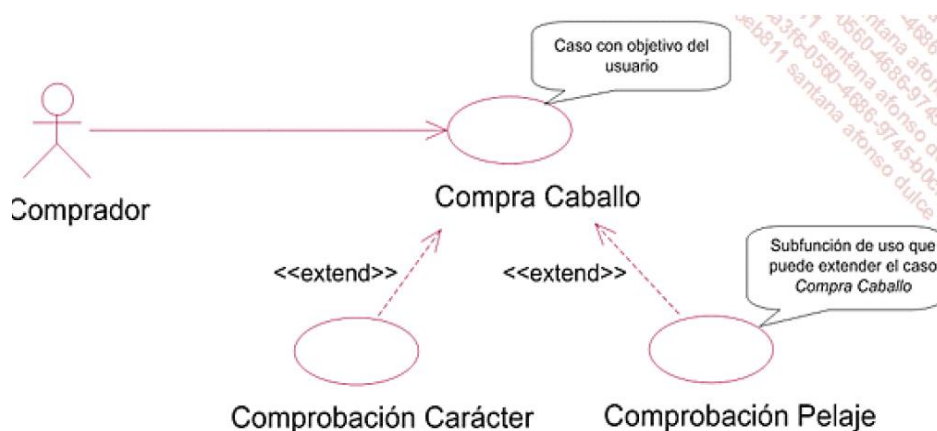 Caso con objetivo del
usuario
Comprador
Compra Caballo
<<extend>>
<<extend>>
Subfunción de uso que
puede extender el caso
Compra Caballo
Comprobación Carácter
Comprobación Pelaje